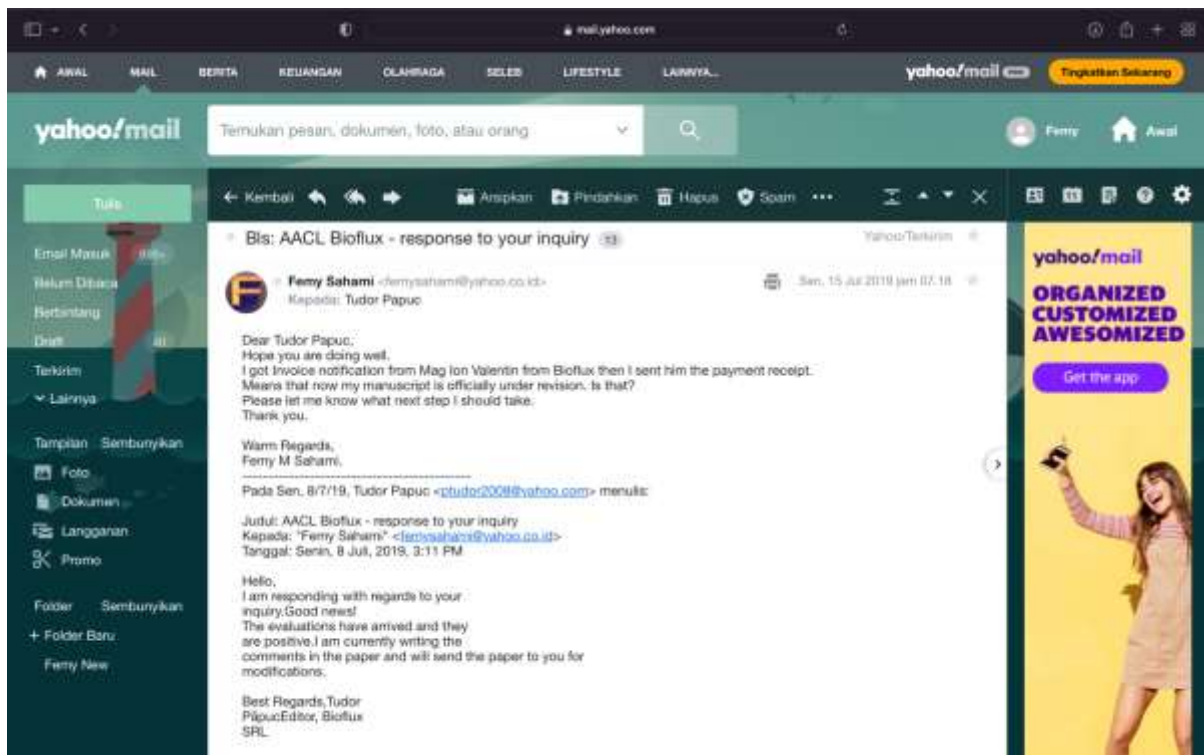 mail.yahoo.com
AWAL MAIL BERITA KEUANGAN OLAHRAGA SELEB LIFESTYLE LAINNYA... yahoo!mail Tingkatkan Sekarang
yahoo!mail Temukan pesan, dokumen, foto, atau orang Femy Awal
Tulis
Kembali Arsipkan Pindahkan Hapus Spam
Email Masuk
Belum Dibaca
Berbintang
Draft
Terkirim
Lainnya
Tampilan Sembunyikan
Foto
Dokumen
Langganan
Promo
Folder Sembunyikan
+ Folder Baru
Femy New
Bls: AACL Bioflux - response to your inquiry 13 Yahoo/Terkirim
Femy Sahami <femysahami@yahoo.co.id> Sen, 15 Jul 2019 jam 07.18
Kepada: Tudor Papuc
Dear Tudor Papuc,
Hope you are doing well.
I got Invoice notification from Mag Ion Valentin from Bioflux then I sent him the payment receipt.
Means that now my manuscript is officially under revision. Is that?
Please let me know what next step I should take.
Thank you.
Warm Regards,
Femy M Sahami.
Pada Sen, 8/7/19, Tudor Papuc <ptudor2008@yahoo.com> menulis:
Judul: AACL Bioflux - response to your inquiry
Kepada: "Femy Sahami" <femysahami@yahoo.co.id>
Tanggal: Senin, 8 Juli, 2019, 3:11 PM
Hello,
I am responding with regards to your
inquiry.Good news!
The evaluations have arrived and they
are positive.I am currently writing the
comments in the paper and will send the paper to you for
modifications.
Best Regards,Tudor
PăpucEditor, Bioflux
SRL
yahoo!mail
ORGANIZED
CUSTOMIZED
AWESOMIZED
Get the app